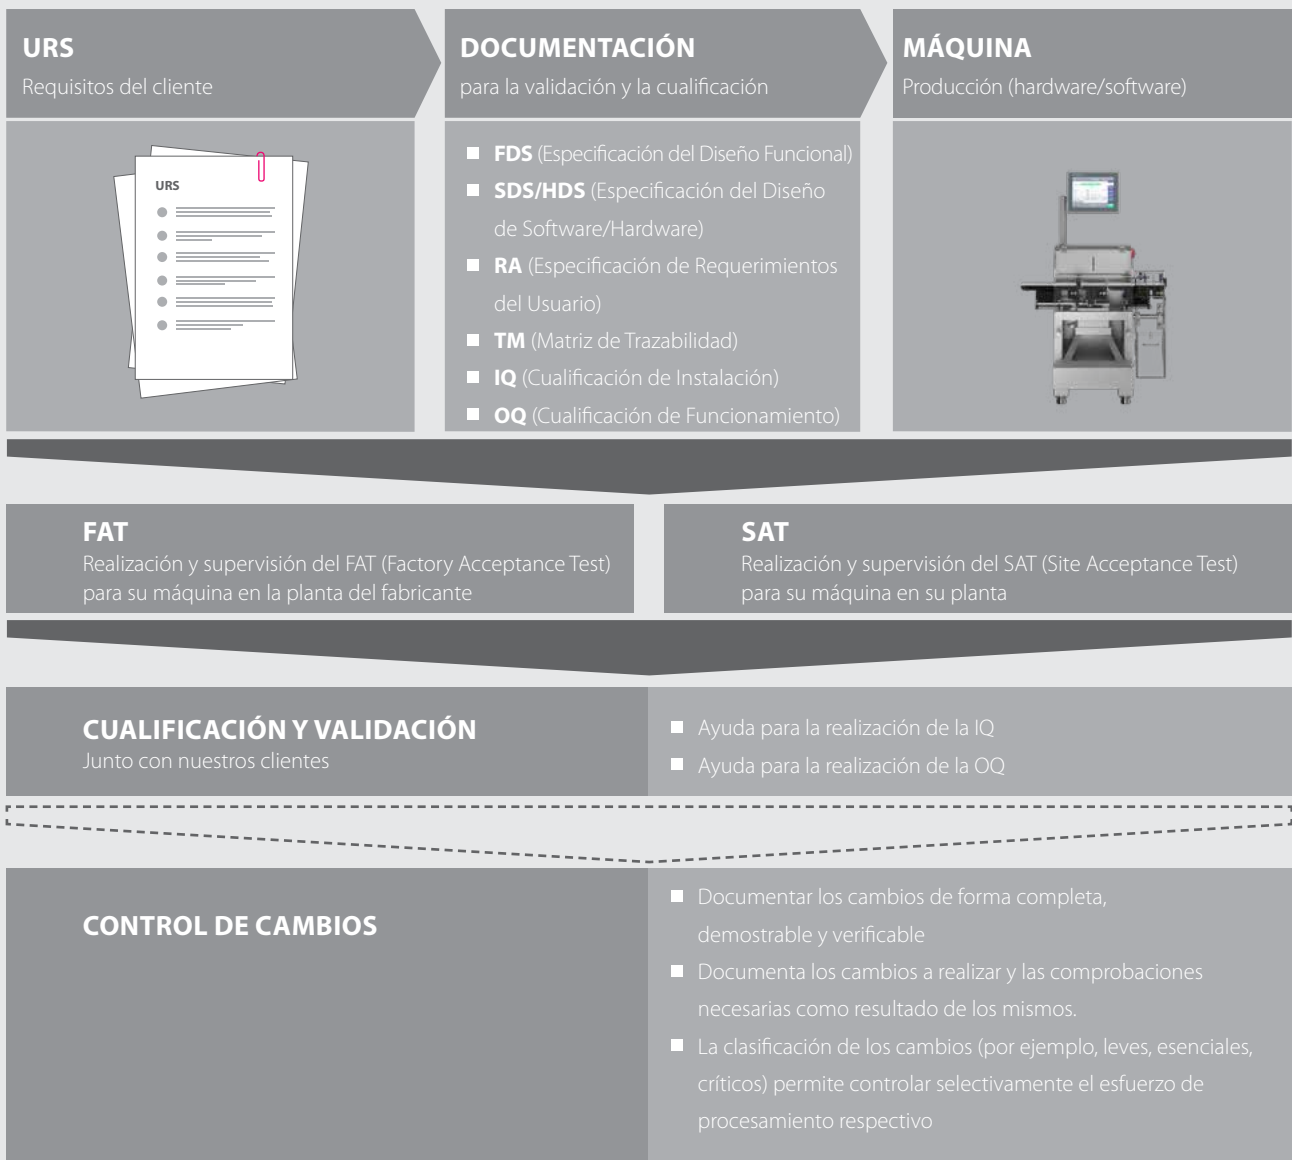 URS
Requisitos del cliente
DOCUMENTACIÓN
para la validación y la cualificación
MÁQUINA
Producción (hardware/software)
URS
FDS (Especificación del Diseño Funcional)
SDS/HDS (Especificación del Diseño
de Software/Hardware)
RA (Especificación de Requerimientos
del Usuario)
TM (Matriz de Trazabilidad)
IQ (Cualificación de Instalación)
OQ (Cualificación de Funcionamiento)
FAT
Realización y supervisión del FAT (Factory Acceptance Test)
para su máquina en la planta del fabricante
SAT
Realización y supervisión del SAT (Site Acceptance Test)
para su máquina en su planta
CUALIFICACIÓN Y VALIDACIÓN
Junto con nuestros clientes
Ayuda para la realización de la IQ
Ayuda para la realización de la OQ
CONTROL DE CAMBIOS
Documentar los cambios de forma completa,
demostrable y verificable
Documenta los cambios a realizar y las comprobaciones
necesarias como resultado de los mismos.
La clasificación de los cambios (por ejemplo, leves, esenciales,
críticos) permite controlar selectivamente el esfuerzo de
procesamiento respectivo